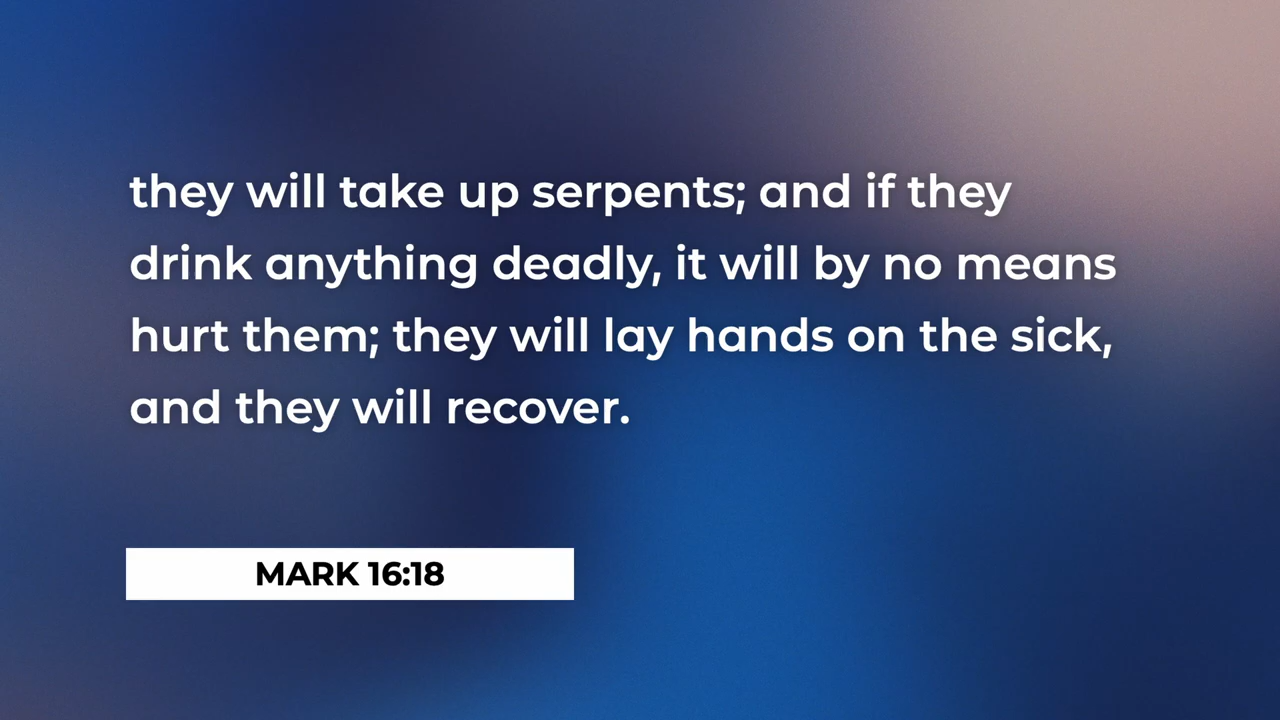 they will take up serpents; and if they
drink anything deadly, it will by no means
hurt them; they will lay hands on the sick,
and they will recover.
MARK 16:18